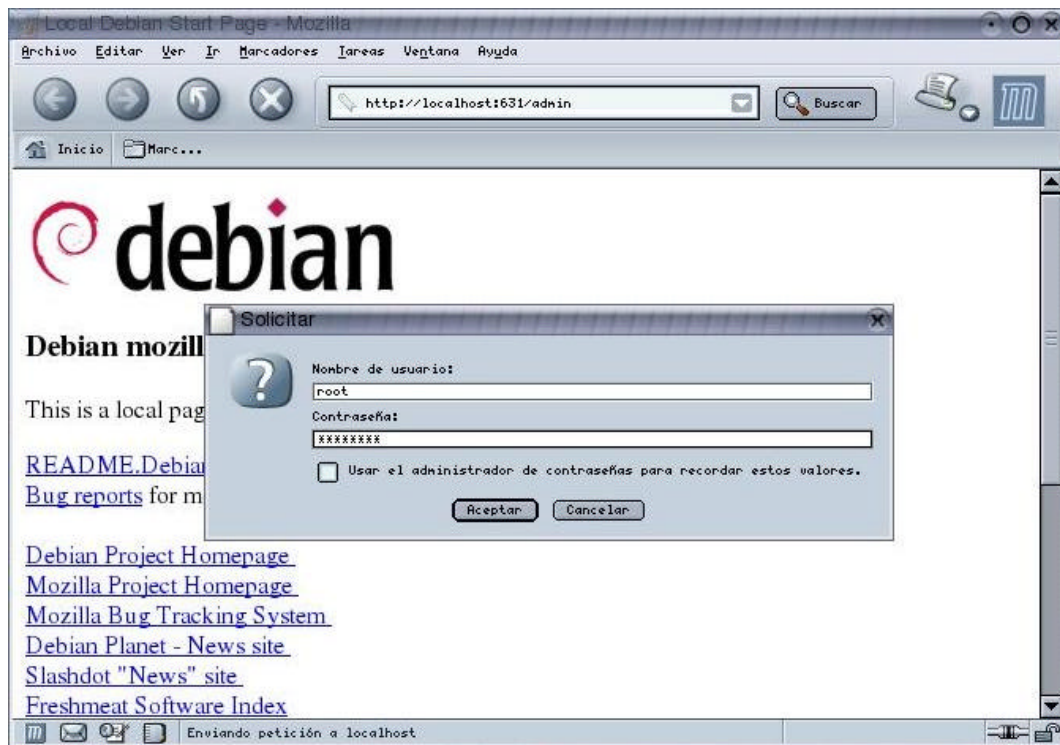 Local Debian Start Page - Mozilla
Archivo Editar Ver Ir Marcadores Tareas Ventana Ayuda
http://localhost:631/admin
Buscar
Inicio Marc...
debian
Solicitar
Debian mozill
Nombre de usuario:
root
This is a local pag
Contraseña:
********
README.Debia
Usar el administrador de contraseñas para recordar estos valores.
Bug reports for m
Aceptar Cancelar
Debian Project Homepage
Mozilla Project Homepage
Mozilla Bug Tracking System
Debian Planet - News site
Slashdot "News" site
Freshmeat Software Index
Enviando petición a localhost